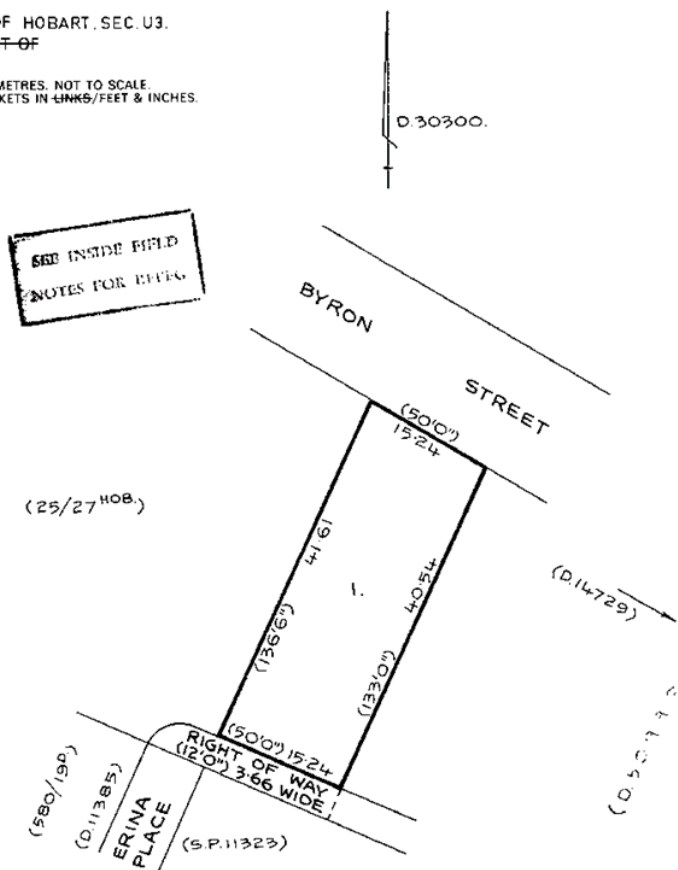 OF HOBART. SEC. U3.
T OF
METRES. NOT TO SCALE.
KETS IN LINKS/FEET & INCHES.
D.30300.
SEE INSIDE FIELD
NOTES FOR
BYRON
STREET
(50'0")
15.24
(25/27 HOB.)
41.61
(136'6")
1.
40.54
(133'0")
(D.14729)
(50'0") 15.24
RIGHT OF WAY
(12'0") 3.66 WIDE
(580/19D)
(D.11385)
ERINA
PLACE
(S.P.11323)